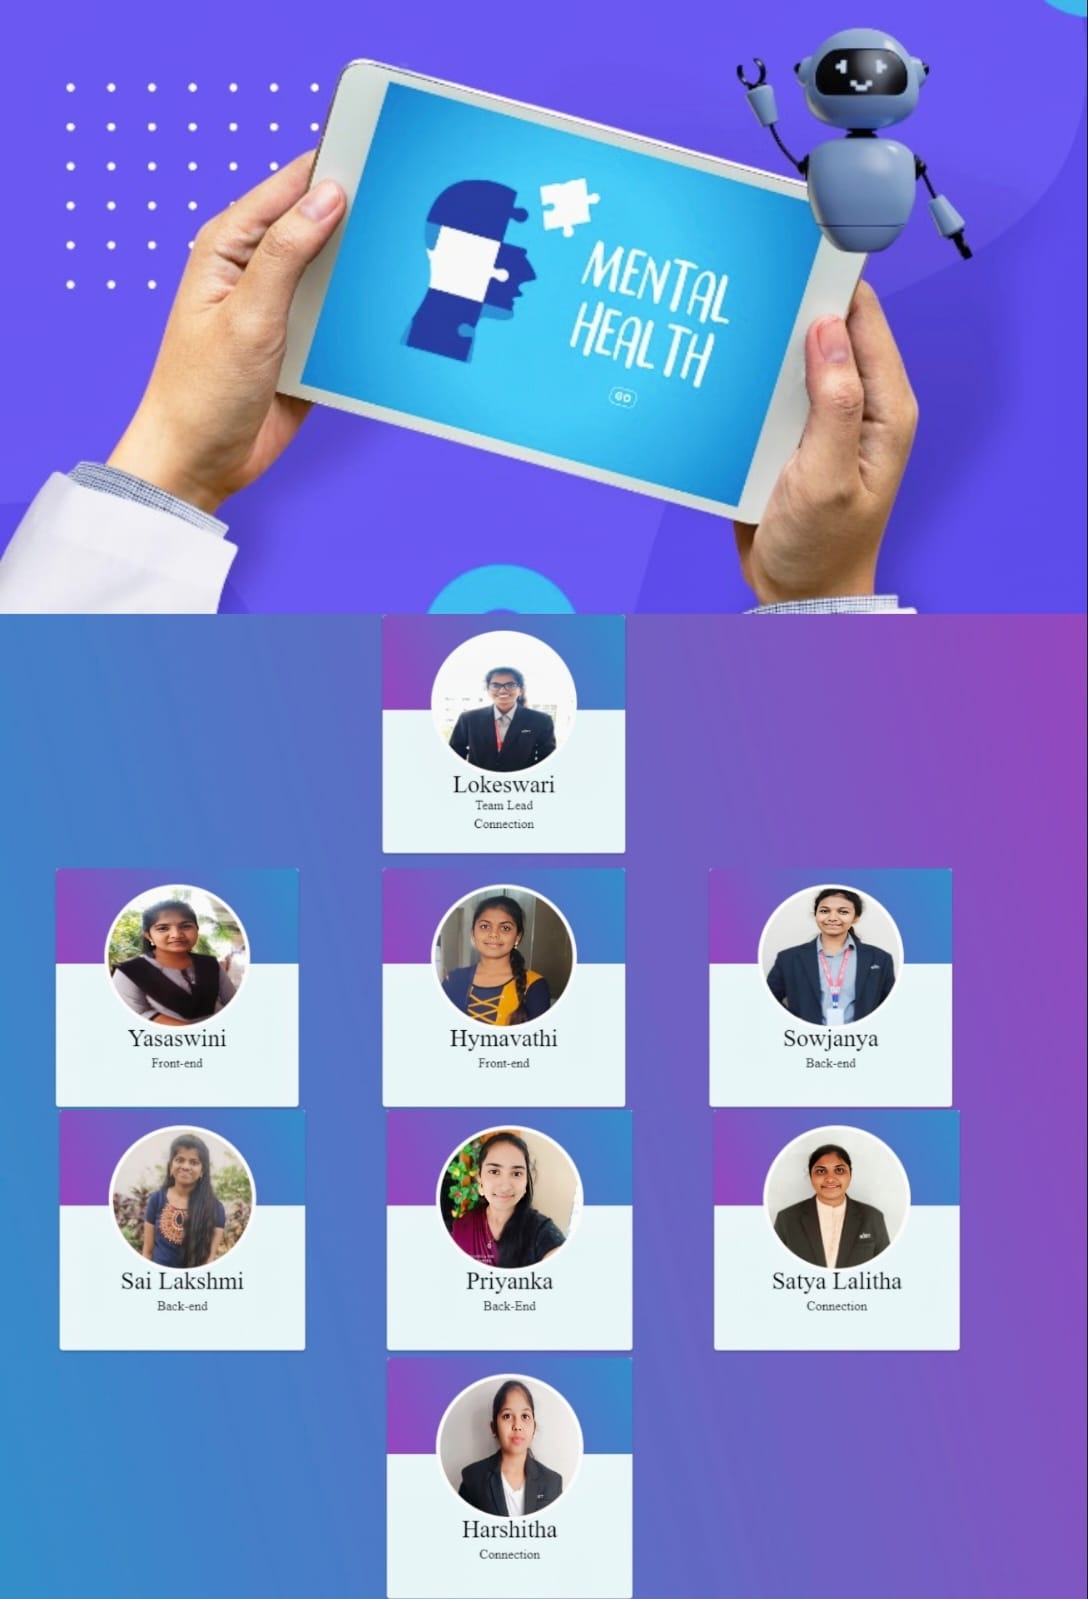 MENTAL
HEALTH
GO
Lokeswari
Team Lead
Connection
Yasaswini
Front-end
Hymavathi
Front-end
Sowjanya
Back-end
Sai Lakshmi
Back-end
Priyanka
Back-End
Satya Lalitha
Connection
Harshitha
Connection